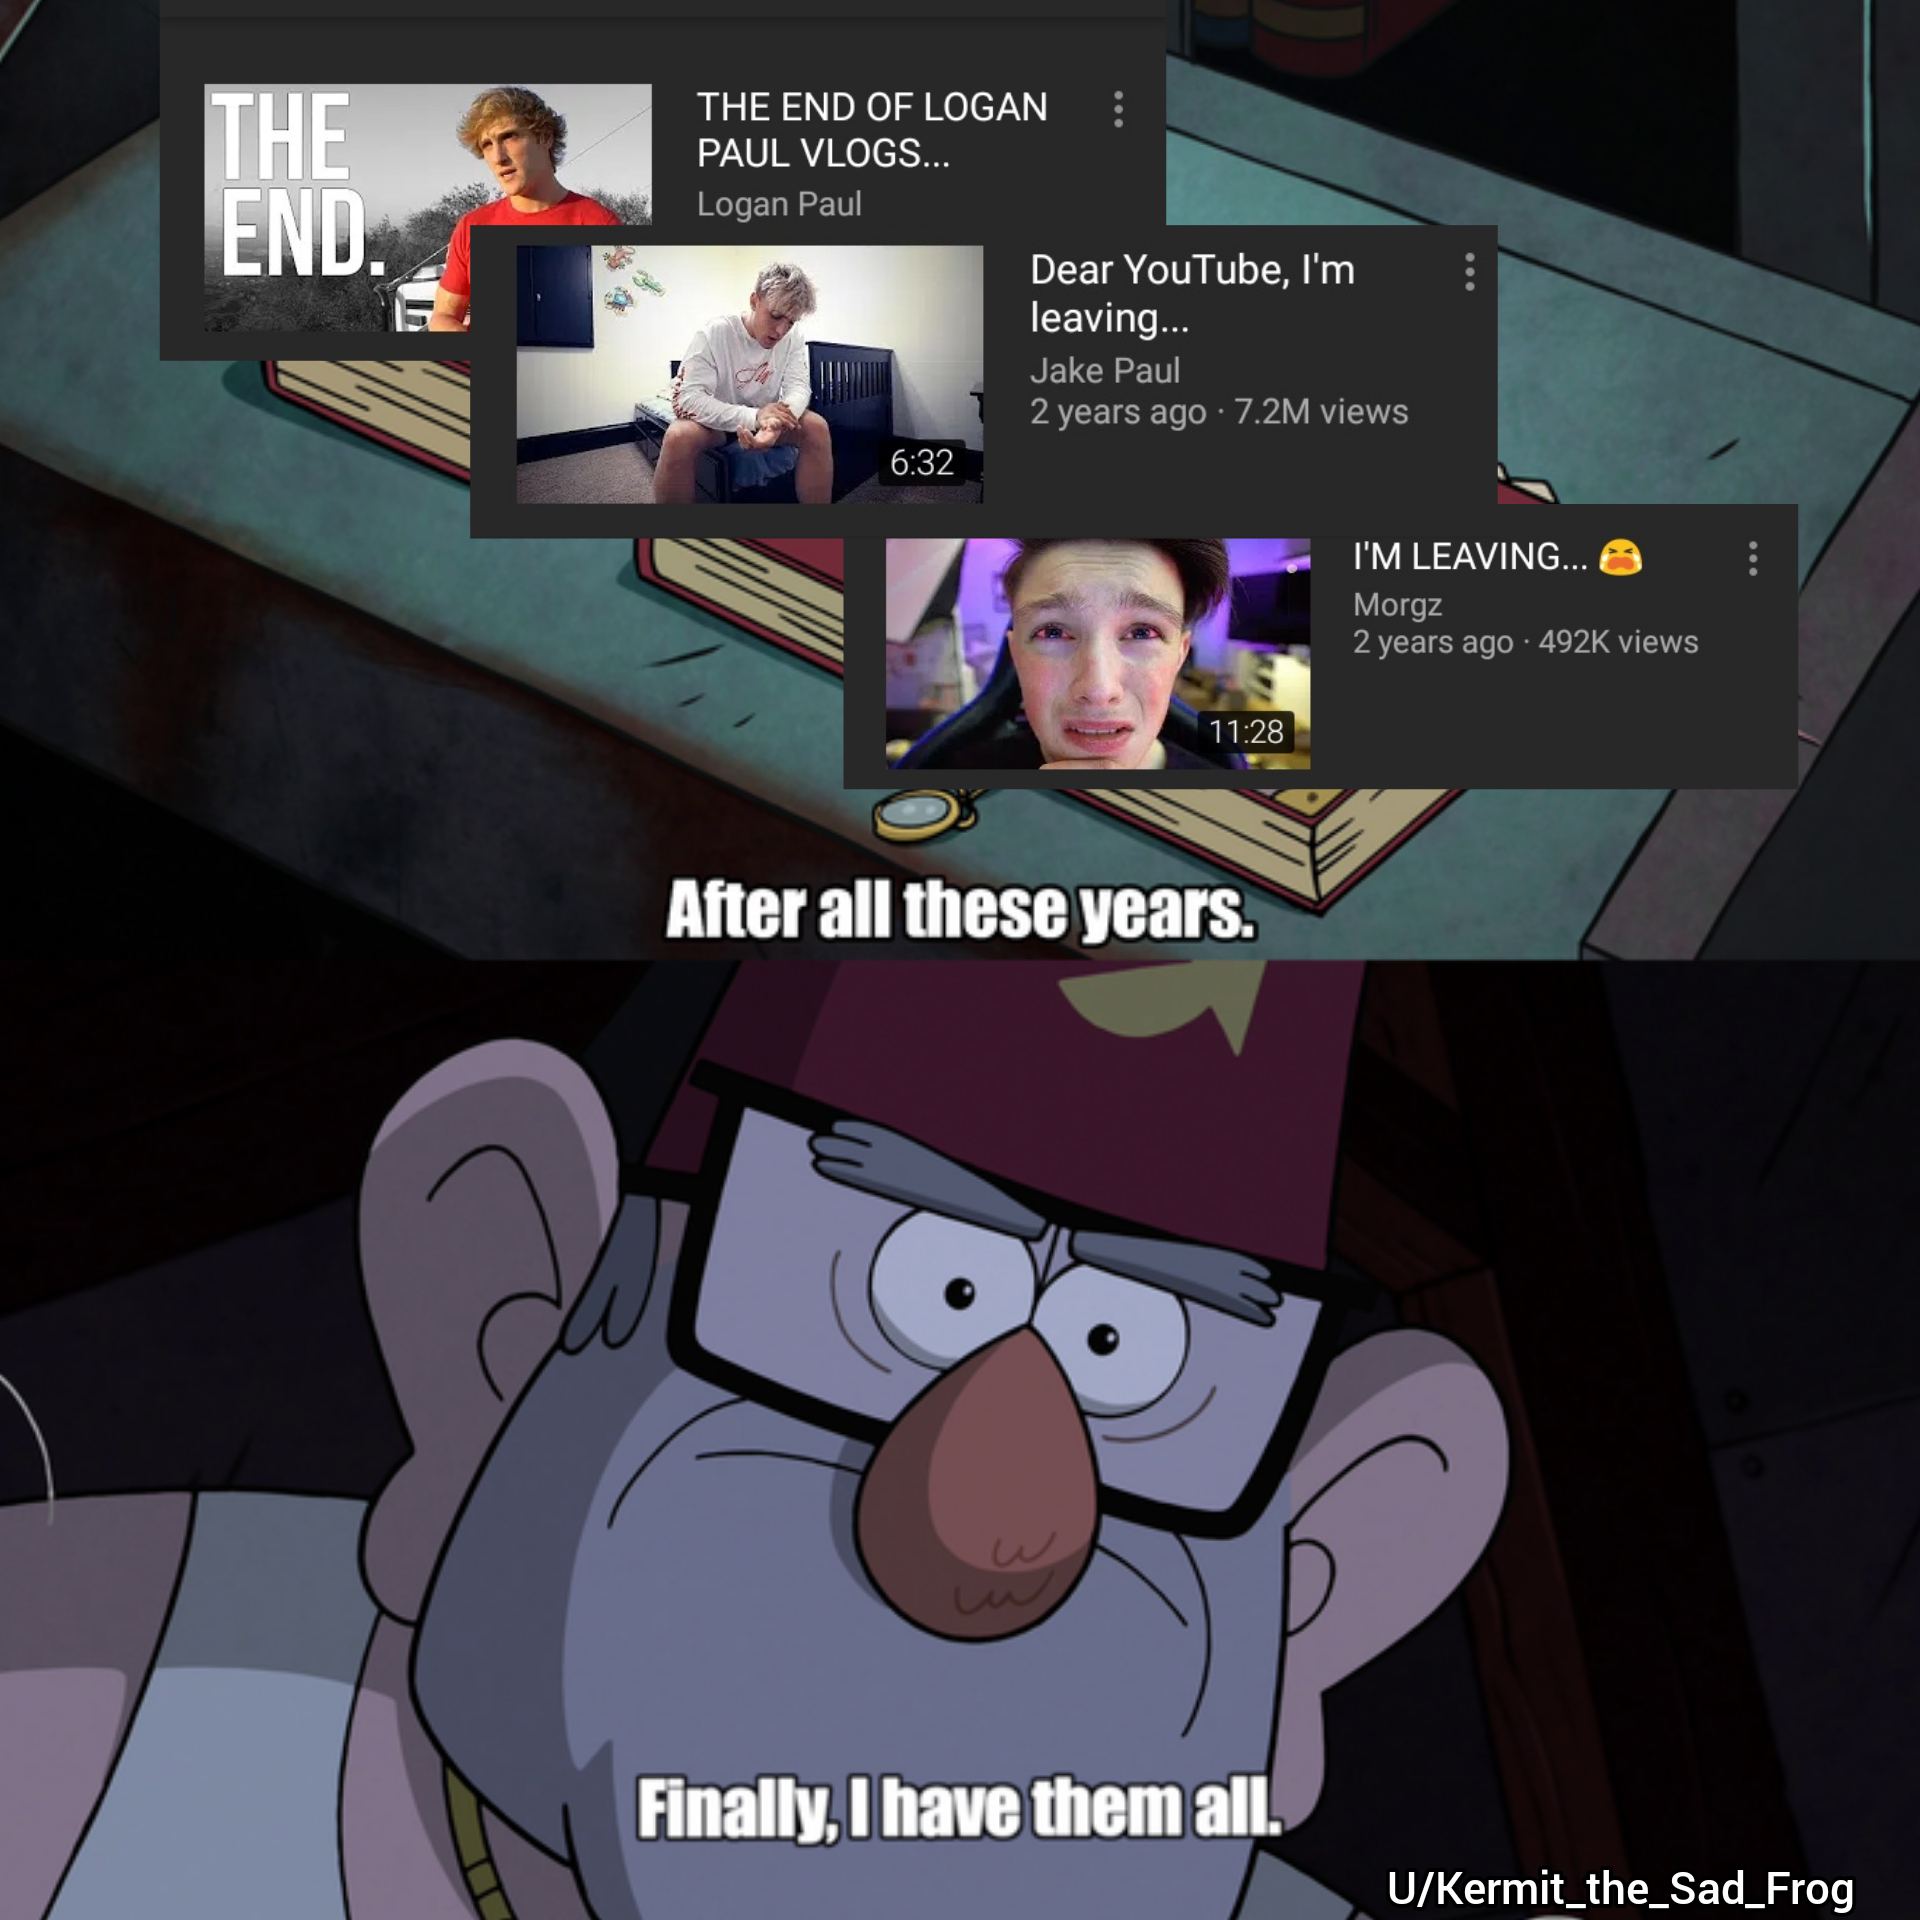 THE
END.
THE END OF LOGAN
PAUL VLOGS...
Logan Paul
Dear YouTube, I'm
leaving...
Jake Paul
2 years ago · 7.2M views
6:32
I'M LEAVING... 😭
Morgz
2 years ago · 492K views
11:28
After all these years.
Finally, I have them all.
U/Kermit_the_Sad_Frog